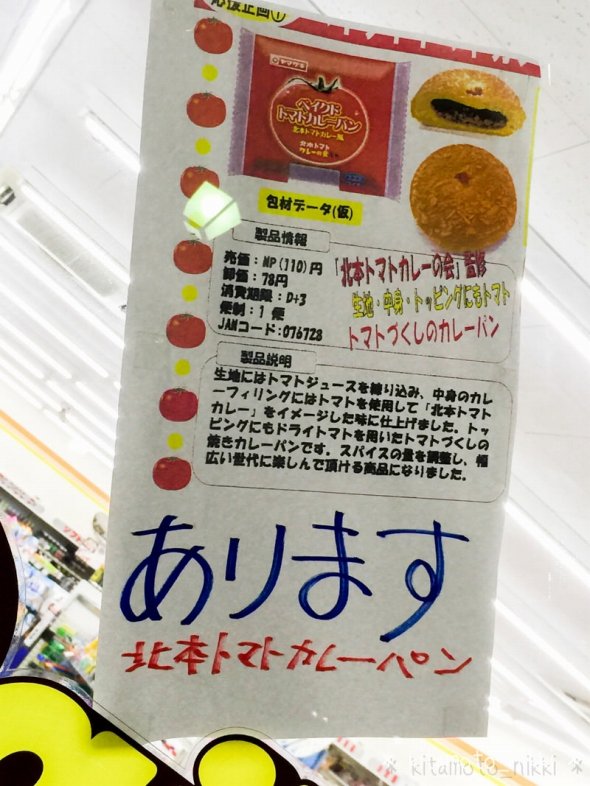 応援企画①
ヤマザキ
ベイクド
トマトカレーパン
北本トマトカレー風
包材データ(仮)
製品情報
売価：NP(110)円
卸価：78円
消費期限：D+3
便制：1 便
JANコード：076728
「北本トマトカレーの会」監修
生地・中身・トッピングにもトマト
トマトづくしのカレーパン
製品説明
生地にはトマトジュースを練り込み、中身のカレ
ーフィリングにはトマトを使用して「北本トマト
カレー」をイメージした味に仕上げました。トッ
ピングにもドライトマトを用いたトマトづくしの
焼きカレーパンです。スパイスの量を調整し、幅
広い世代に楽しんで頂ける商品になりました。
あります
北本トマトカレーパン
* kitamoto_nikki *